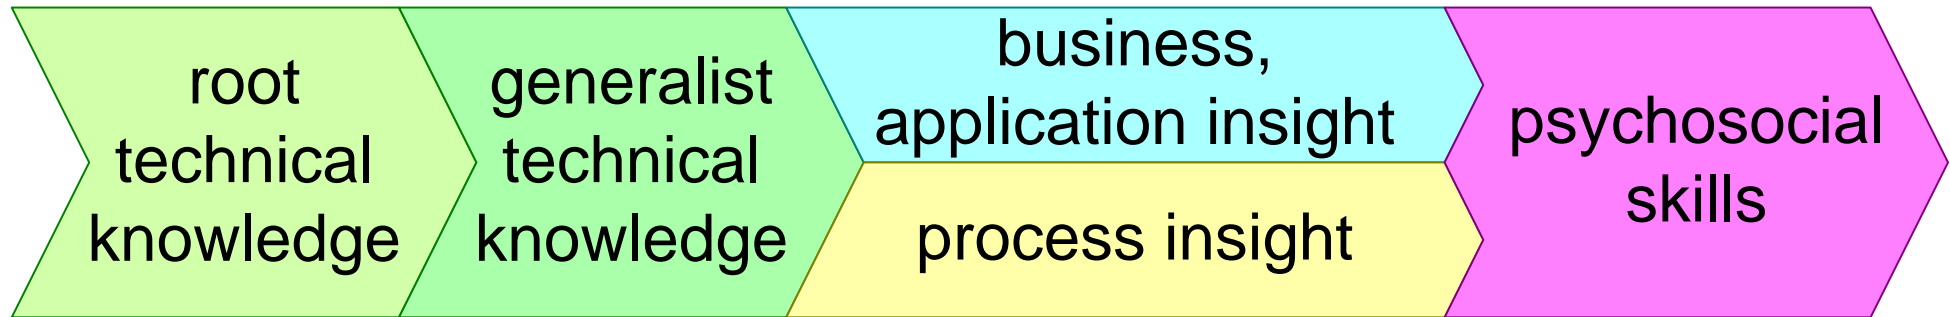 root
technical
knowledge
generalist
technical
knowledge
business,
application insight
process insight
psychosocial
skills